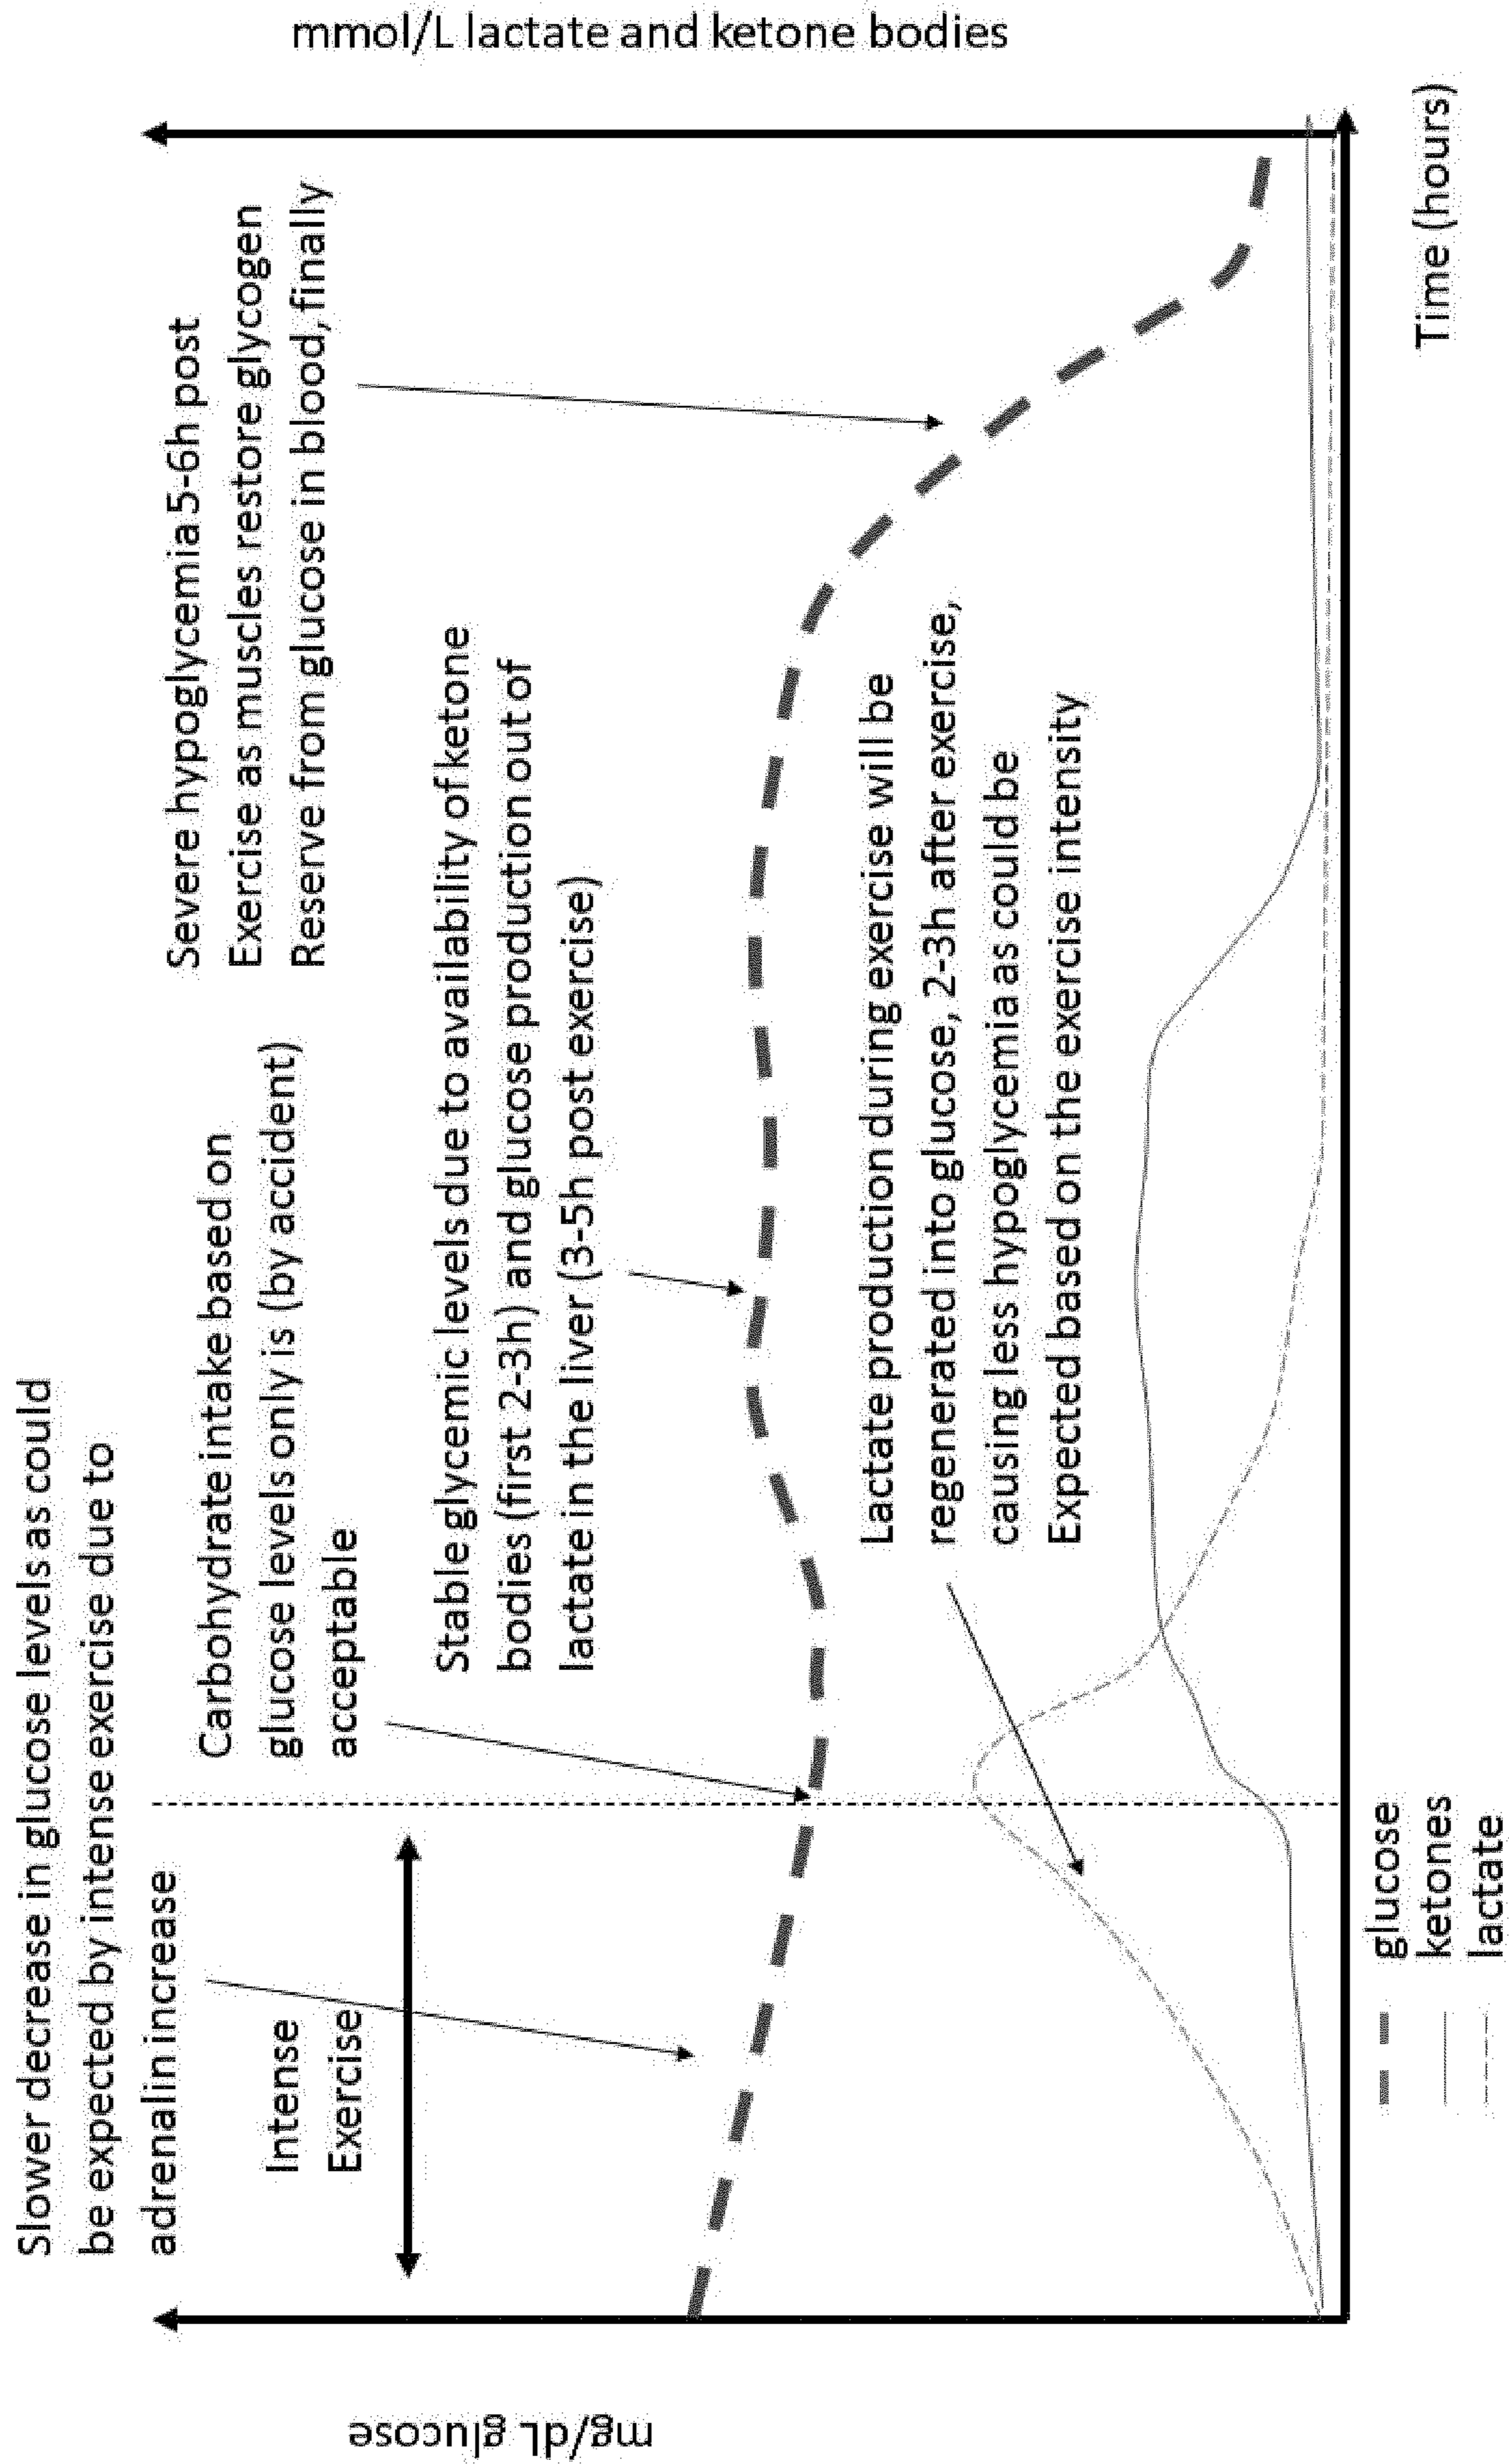 Slower decrease in glucose levels as could
be expected by intense exercise due to
adrenalin increase
Intense
Exercise
Carbohydrate intake based on
glucose levels only is (by accident)
acceptable
Severe hypoglycemia 5-6h post
Exercise as muscles restore glycogen
Reserve from glucose in blood, finally
Stable glycemic levels due to availability of ketone
bodies (first 2-3h) and glucose production out of
lactate in the liver (3-5h post exercise)
Lactate production during exercise will be
regenerated into glucose, 2-3h after exercise,
causing less hypoglycemia as could be
Expected based on the exercise intensity
mg/dL glucose
mmol/L lactate and ketone bodies
Time (hours)
glucose
ketones
lactate